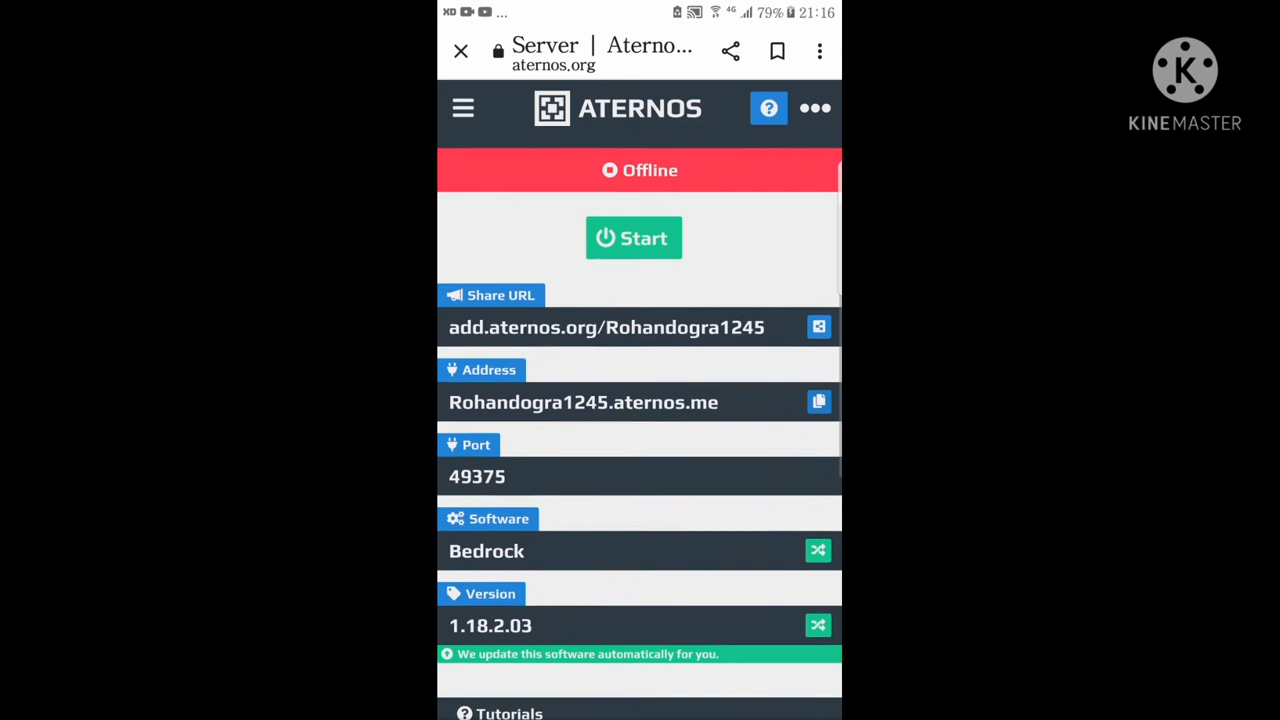 XD ... 4G 79% 21:16
Server | Aterno...
aternos.org
ATERNOS
Offline
Start
Share URL
add.aternos.org/Rohandogra1245
Address
Rohandogra1245.aternos.me
Port
49375
Software
Bedrock
Version
1.18.2.03
We update this software automatically for you.
Tutorials
K
KINEMASTER